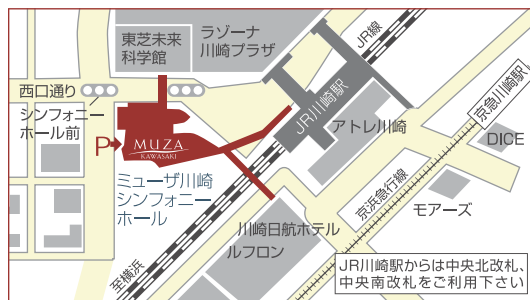 東芝未来
科学館
ラゾーナ
川崎プラザ
JR線
西口通り
シンフォニー
ホール前
JR川崎駅
京急川崎駅
アトレ川崎
P
MUZA
KAWASAKI
DICE
ミューザ川崎
シンフォニー
ホール
京浜急行線
モアーズ
川崎日航ホテル
ルフロン
至横浜
JR川崎駅からは中央北改札、
中央南改札をご利用下さい